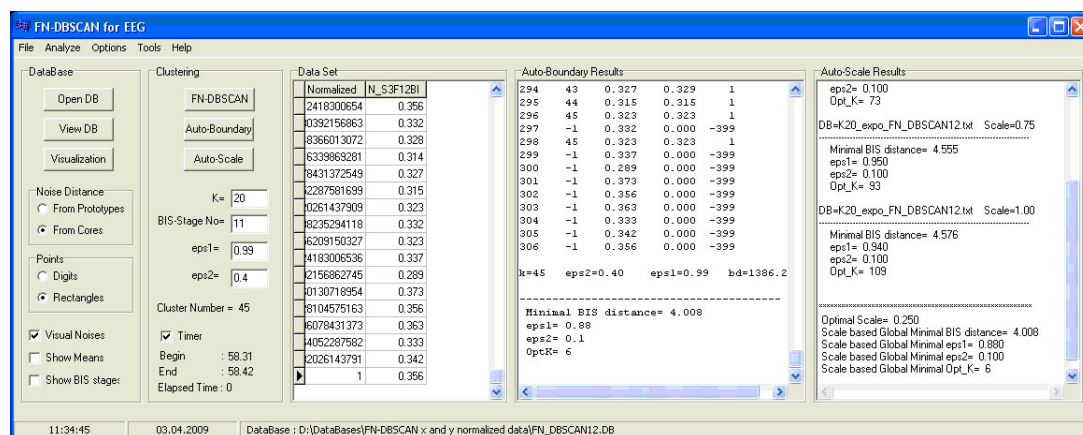 FN-DBSCAN for EEG
File Analyze Options Tools Help
DataBase
Open DB
View DB
Visualization
Noise Distance
From Prototypes
From Cores
Points
Digits
Rectangles
Visual Noises
Show Means
Show BIS stage:
Clustering
FN-DBSCAN
Auto-Boundary
Auto-Scale
K= 20
BIS-Stage No= 11
eps1= 0.99
eps2= 0.4
Cluster Number = 45
Timer
Begin : 58.31
End : 58.42
Elapsed Time : 0
Data Set
Normalized N_S3F12BI
2418300654 0.356
0392156863 0.332
8366013072 0.328
6339869281 0.314
78431372549 0.327
62287581699 0.315
0261437909 0.323
8235294118 0.332
6209150327 0.323
4183006536 0.337
2156862745 0.289
0130718954 0.373
8104575163 0.356
6078431373 0.363
4052287582 0.333
2026143791 0.342
1 0.356
Auto-Boundary Results
294 43 0.327 0.329 1
295 44 0.315 0.315 1
296 45 0.323 0.323 1
297 -1 0.332 0.000 -399
298 45 0.323 0.328 1
299 -1 0.337 0.000 -399
300 -1 0.289 0.000 -399
301 -1 0.373 0.000 -399
302 -1 0.356 0.000 -399
303 -1 0.363 0.000 -399
304 -1 0.333 0.000 -399
305 -1 0.342 0.000 -399
306 -1 0.356 0.000 -399
k=45 eps2=0.40 eps1=0.99 bd=1386.2
Minimal BIS distance= 4.008
eps1= 0.88
eps2= 0.1
OptK= 6
Auto-Scale Results
eps2= 0.100
Opt_K= 73
DB=K20_expo_FN_DBSCAN12.txt Scale=0.75
Minimal BIS distance= 4.555
eps1= 0.950
eps2= 0.100
Opt_K= 93
DB=K20_expo_FN_DBSCAN12.txt Scale=1.00
Minimal BIS distance= 4.576
eps1= 0.940
eps2= 0.100
Opt_K= 109
Optimal Scale= 0.250
Scale based Global Minimal BIS distance= 4.008
Scale based Global Minimal eps1= 0.880
Scale based Global Minimal eps2= 0.100
Scale based Global Minimal Opt_K= 6
11:34:45 03.04.2009 DataBase : D:\DataBases\FN-DBSCAN x and y normalized data\FN_DBSCAN12.DB